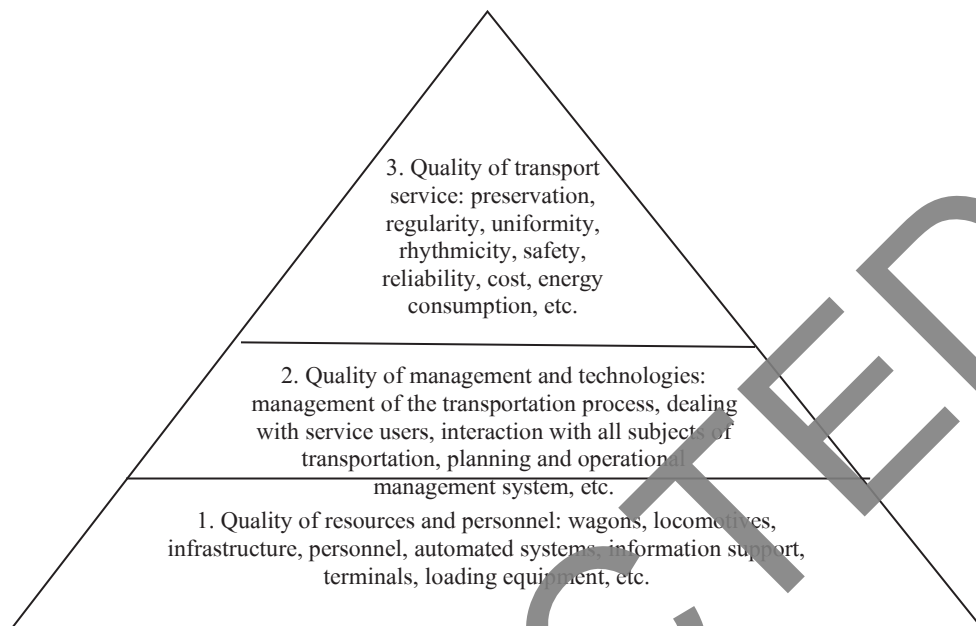 3. Quality of transport
service: preservation,
regularity, uniformity,
rhythmicity, safety,
reliability, cost, energy
consumption, etc.
2. Quality of management and technologies:
management of the transportation process, dealing
with service users, interaction with all subjects of
transportation, planning and operational
management system, etc.
1. Quality of resources and personnel: wagons, locomotives,
infrastructure, personnel, automated systems, information support,
terminals, loading equipment, etc.
CTED